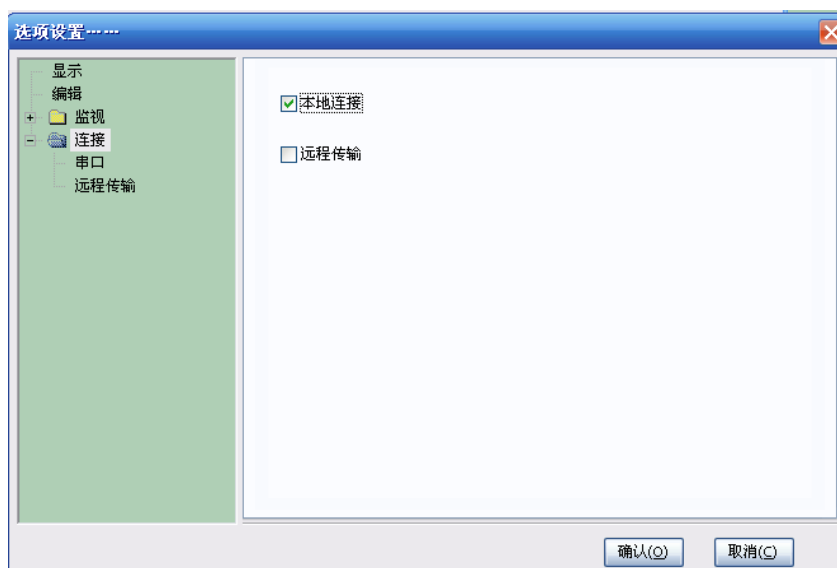 选项设置……
显示
编辑
监视
连接
串口
远程传输
本地连接
远程传输
确认(O)
取消(C)